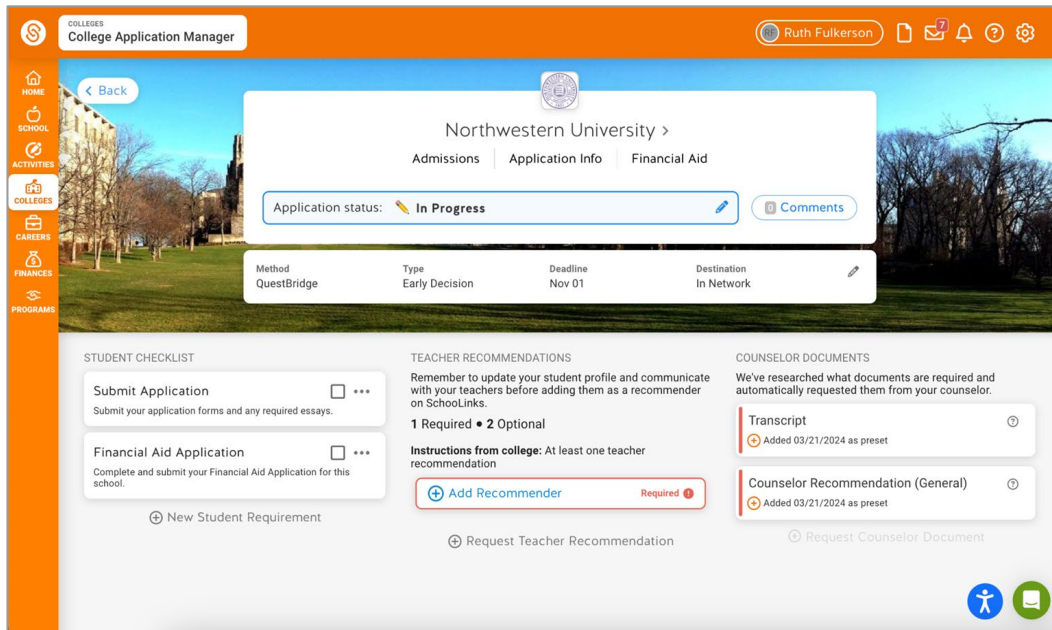 COLLEGES
College Application Manager
RF Ruth Fulkerson
7
HOME
SCHOOL
ACTIVITIES
COLLEGES
CAREERS
FINANCES
PROGRAMS
Back
Northwestern University
Admissions Application Info Financial Aid
Application status: In Progress
0 Comments
Method Type Deadline Destination
QuestBridge Early Decision Nov 01 In Network
STUDENT CHECKLIST
Submit Application
Submit your application forms and any required essays.
Financial Aid Application
Complete and submit your Financial Aid Application for this
school.
New Student Requirement
TEACHER RECOMMENDATIONS
Remember to update your student profile and communicate
with your teachers before adding them as a recommender
on SchooLinks.
1 Required • 2 Optional
Instructions from college: At least one teacher
recommendation
Add Recommender Required
Request Teacher Recommendation
COUNSELOR DOCUMENTS
We've researched what documents are required and
automatically requested them from your counselor.
Transcript
Added 03/21/2024 as preset
Counselor Recommendation (General)
Added 03/21/2024 as preset
Request Counselor Document